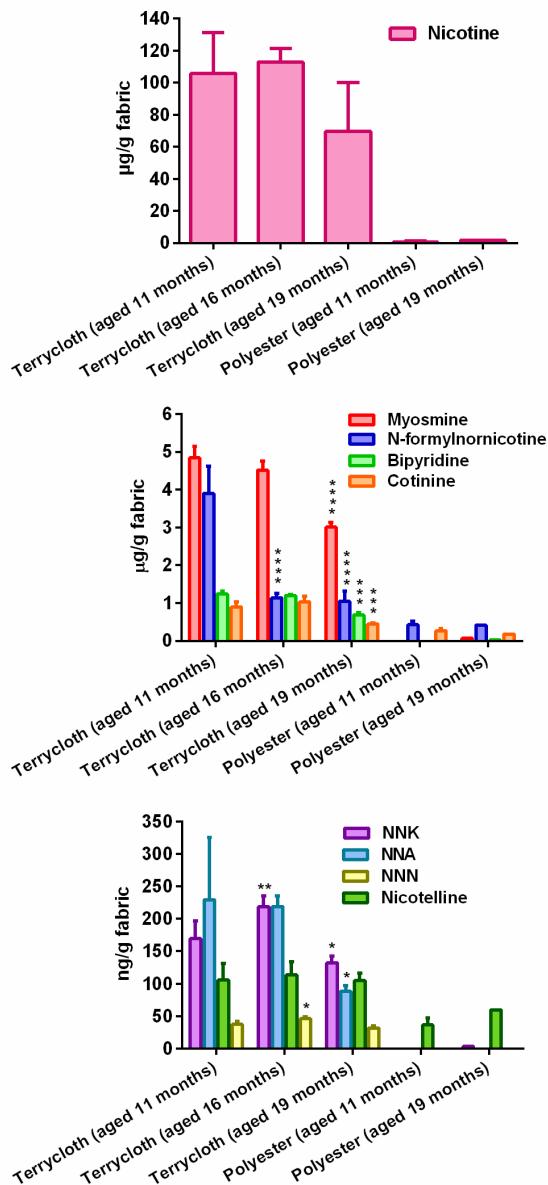 140
120
100
80
60
40
20
0
µg/g fabric
Nicotine
Terrycloth (aged 11 months)
Terrycloth (aged 16 months)
Terrycloth (aged 19 months)
Polyester (aged 11 months)
Polyester (aged 19 months)
6
5
4
3
2
1
0
µg/g fabric
Myosmine
N-formylnornicotine
Bipyridine
Cotinine
****
****
****
***
***
Terrycloth (aged 11 months)
Terrycloth (aged 16 months)
Terrycloth (aged 19 months)
Polyester (aged 11 months)
Polyester (aged 19 months)
350
300
250
200
150
100
50
0
ng/g fabric
NNK
NNA
NNN
Nicotelline
**
*
*
*
Terrycloth (aged 11 months)
Terrycloth (aged 16 months)
Terrycloth (aged 19 months)
Polyester (aged 11 months)
Polyester (aged 19 months)